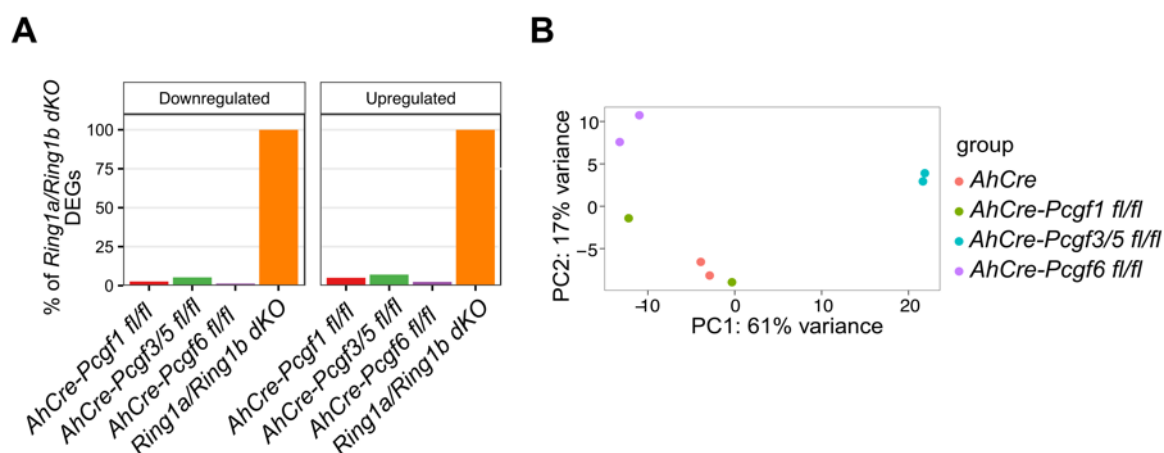 A
% of Ring1a/Ring1b dKO
DEGs
Downregulated
Upregulated
100
75
50
25
0
AhCre-Pcgf1 fl/fl
AhCre-Pcgf3/5 fl/fl
AhCre-Pcgf6 fl/fl
Ring1a/Ring1b dKO
AhCre-Pcgf1 fl/fl
AhCre-Pcgf3/5 fl/fl
AhCre-Pcgf6 fl/fl
Ring1a/Ring1b dKO
B
PC2: 17% variance
10
5
0
−5
−10
0
10
20
PC1: 61% variance
group
AhCre
AhCre-Pcgf1 fl/fl
AhCre-Pcgf3/5 fl/fl
AhCre-Pcgf6 fl/fl